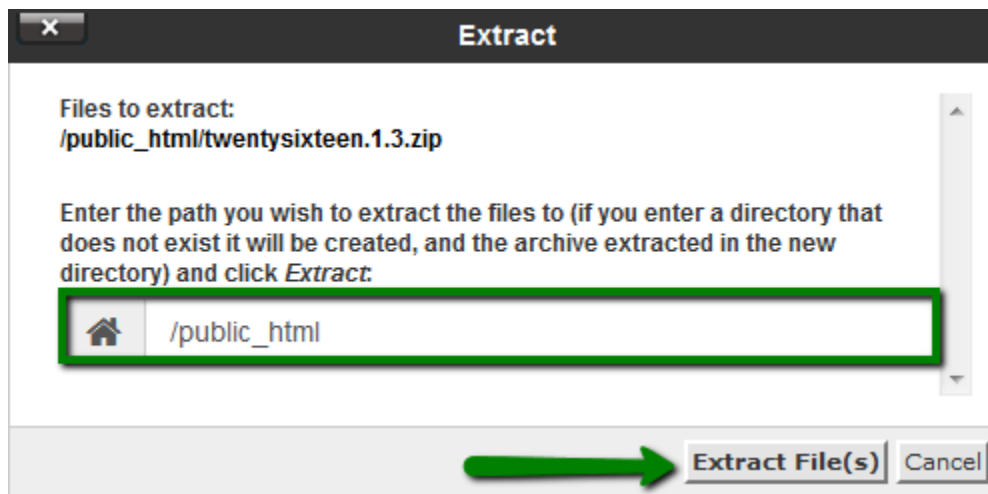 Extract
Files to extract:
/public_html/twentysixteen.1.3.zip
Enter the path you wish to extract the files to (if you enter a directory that
does not exist it will be created, and the archive extracted in the new
directory) and click Extract:
/public_html
Extract File(s) Cancel